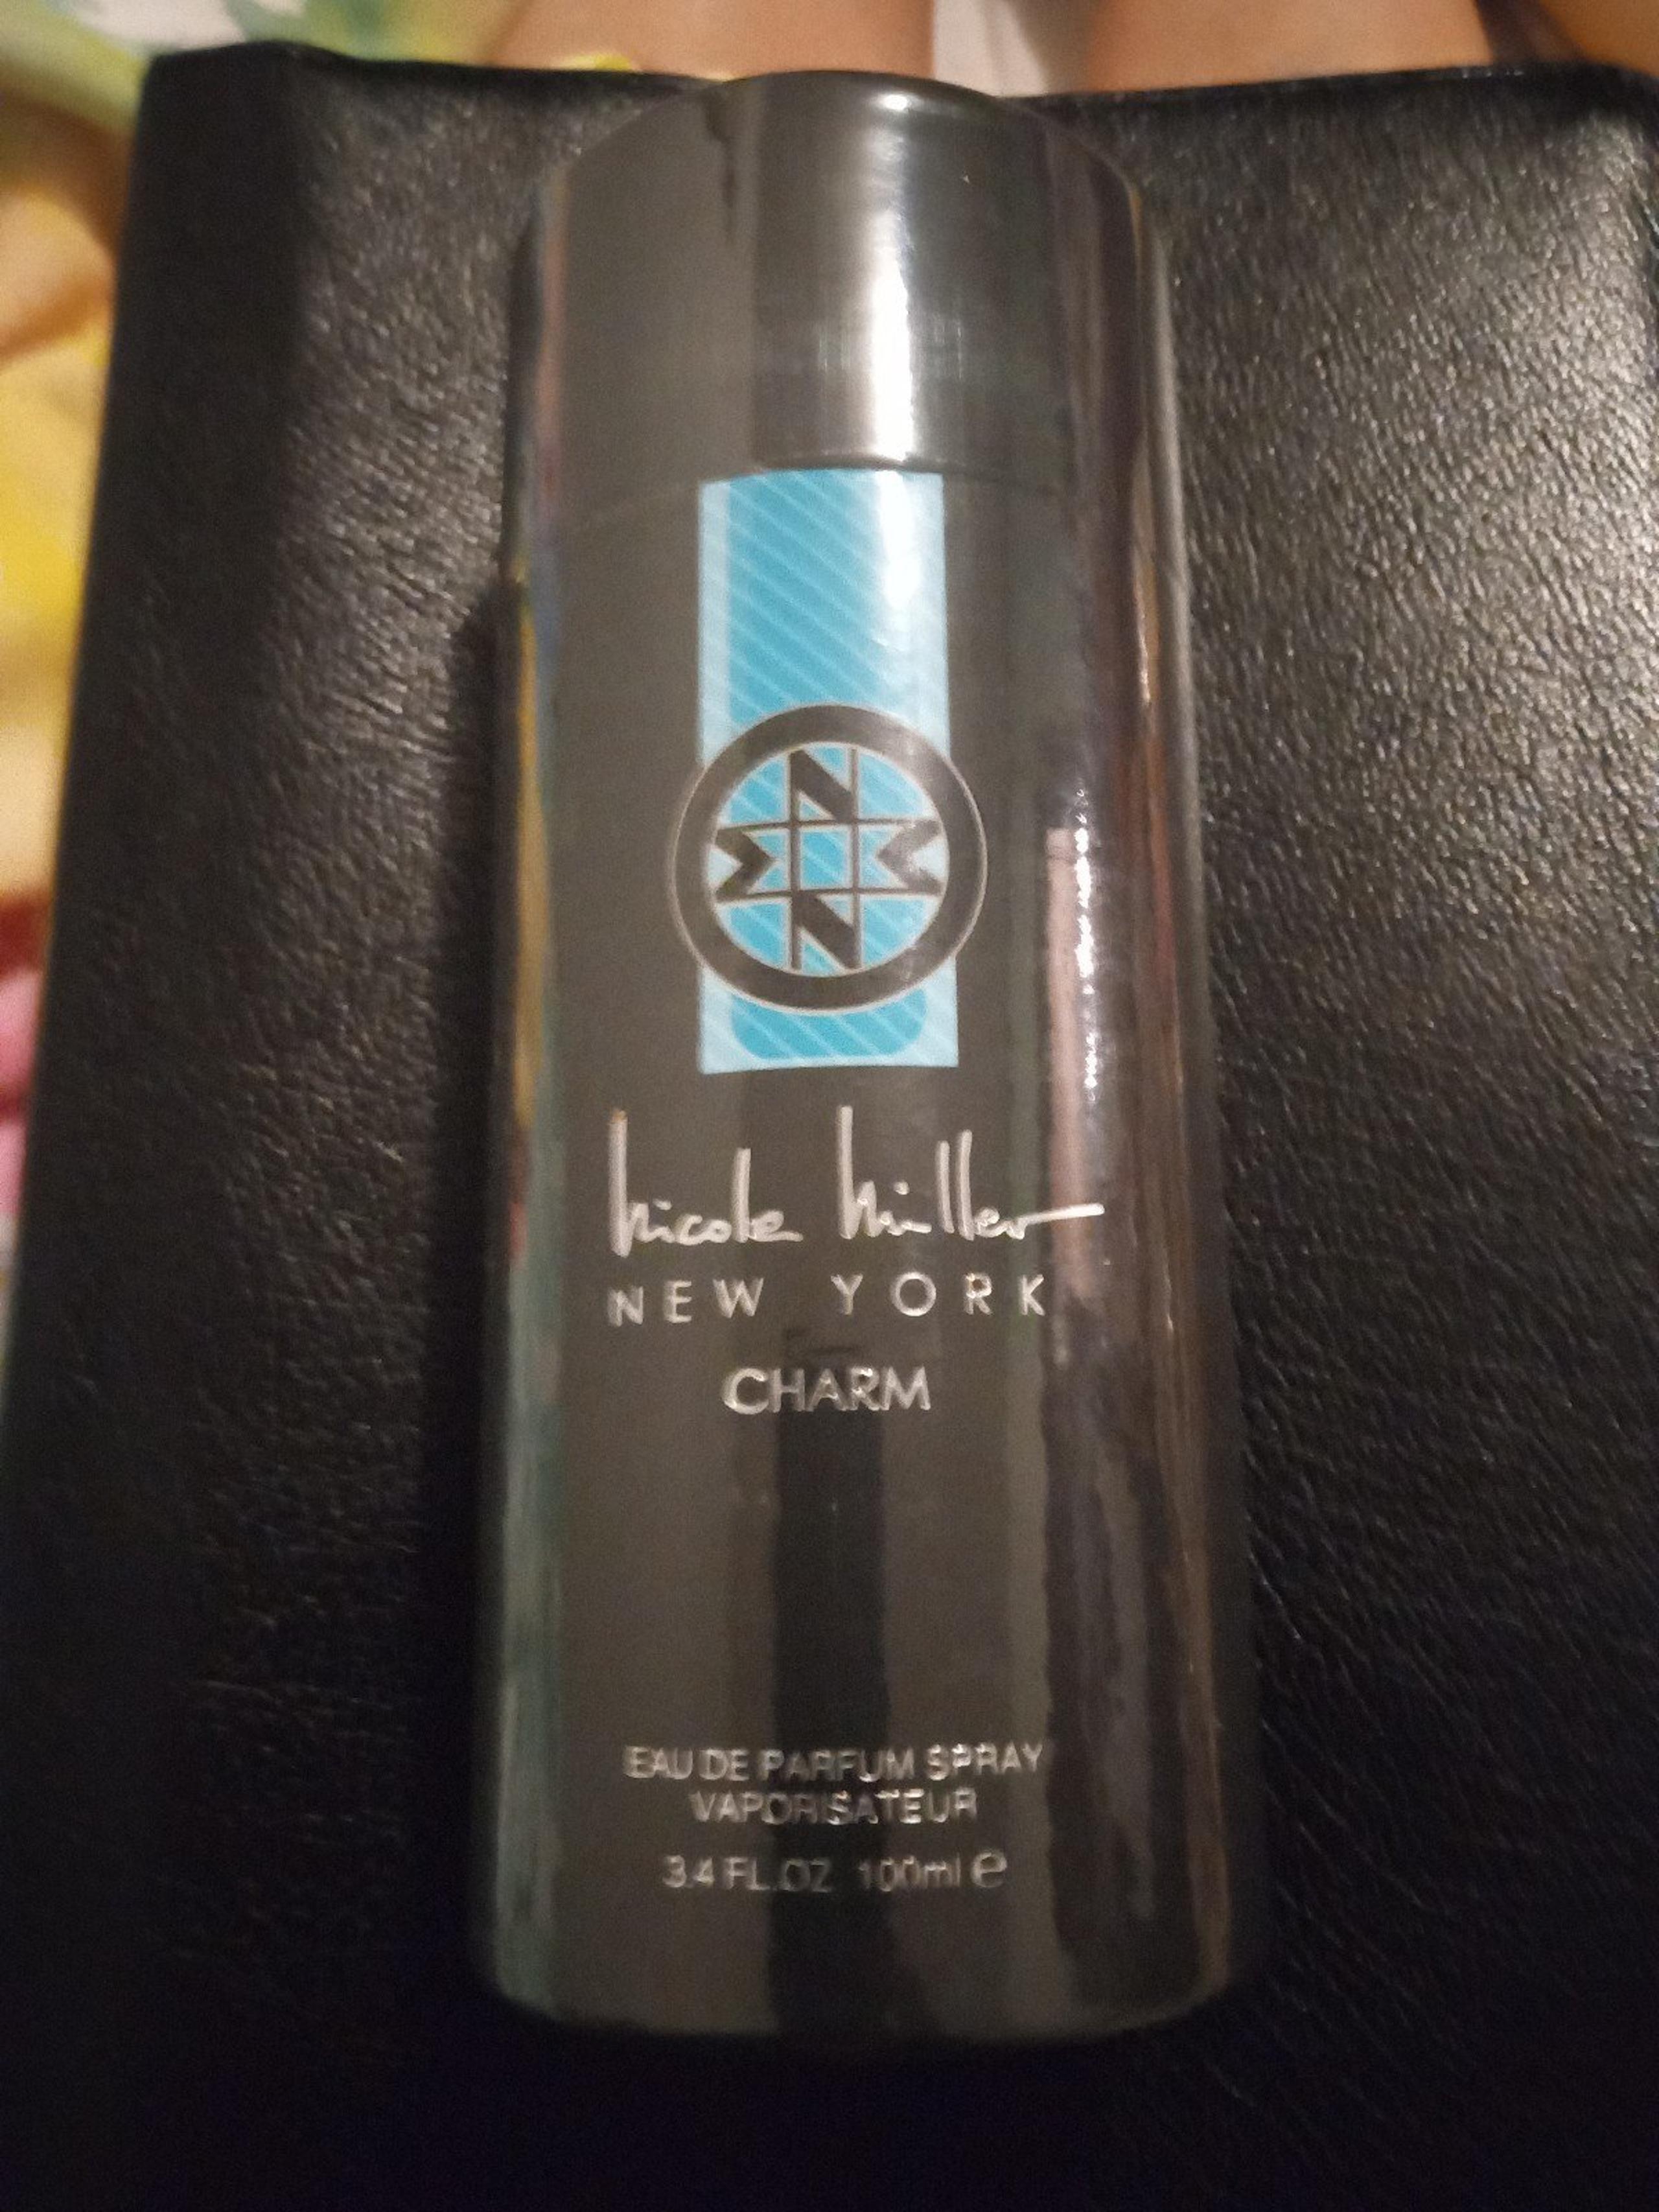 nicole miller
NEW YORK
CHARM
EAU DE PARFUM SPRAY
VAPORISATEUR
3.4 FL.OZ 100ml e